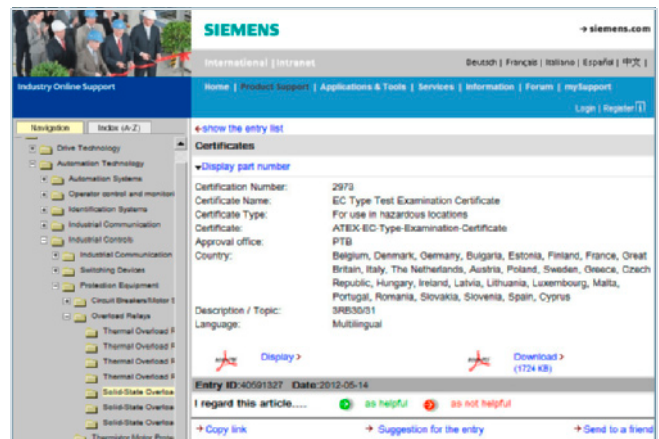 SIEMENS
→ siemens.com
International | Intranet
Deutsch | Français | Italiano | Español | 中文 |
Industry Online Support
Home | Product Support | Applications & Tools | Services | Information | Forum | mySupport
Login | Register
Navigation
Index (A-Z)
Drive Technology
Automation Technology
Automation Systems
Operator control and monitori
Identification Systems
Industrial Communication
Industrial Controls
Industrial Communication
Switching Devices
Protection Equipment
Circuit Breakers/Motor S
Overload Relays
Thermal Overload R
Thermal Overload R
Thermal Overload R
Thermal Overload R
Solid-State Overloa
Solid-State Overloa
Solid-State Overloa
Thermistor Motor Prote
←show the entry list
Certificates
▾Display part number
Certification Number: 2973
Certificate Name: EC Type Test Examination Certificate
Certificate Type: For use in hazardous locations
Certificate: ATEX-EC-Type-Examination-Certificate
Approval office: PTB
Country: Belgium, Denmark, Germany, Bulgaria, Estonia, Finland, France, Great
Britain, Italy, The Netherlands, Austria, Poland, Sweden, Greece, Czech
Republic, Hungary, Ireland, Latvia, Lithuania, Luxembourg, Malta,
Portugal, Romania, Slovakia, Slovenia, Spain, Cyprus
Description / Topic: 3RB30/31
Language: Multilingual
Display >
Download >
(1724 KB)
Entry ID:40591327 Date:2012-05-14
I regard this article.... as helpful as not helpful
→ Copy link → Suggestion for the entry → Send to a friend